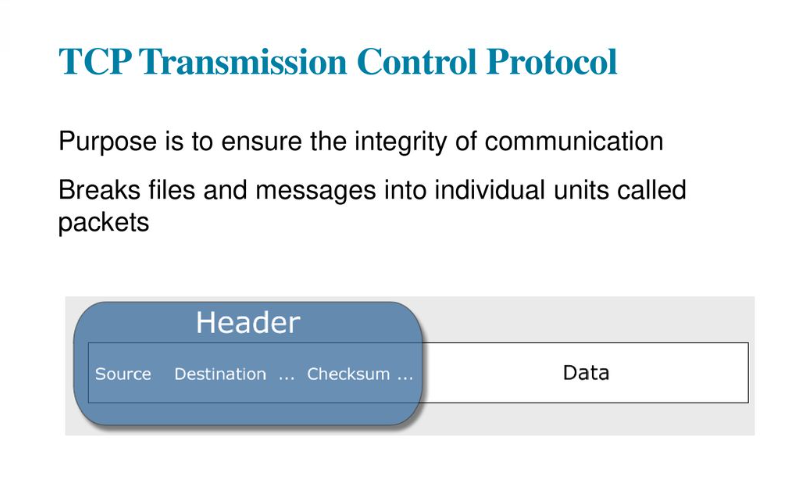 TCP Transmission Control Protocol
Purpose is to ensure the integrity of communication
Breaks files and messages into individual units called
packets
Header
Source Destination ... Checksum ... Data